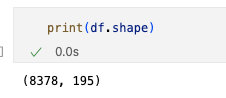 print(df.shape)
0.0s
(8378, 195)